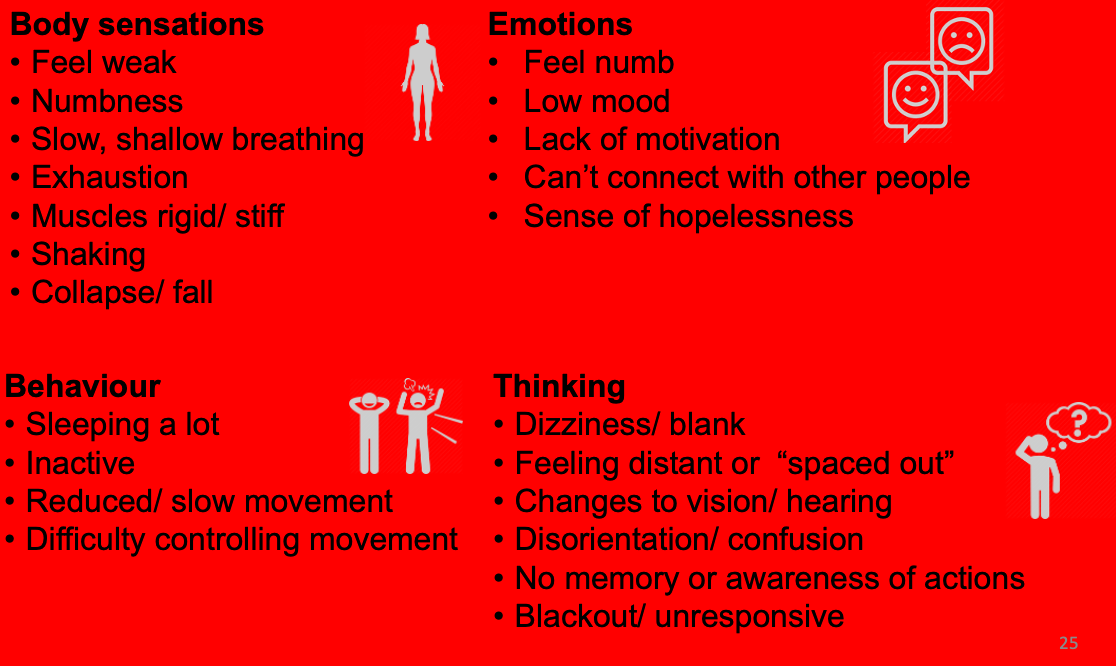 Body sensations
• Feel weak
• Numbness
• Slow, shallow breathing
• Exhaustion
• Muscles rigid/ stiff
• Shaking
• Collapse/ fall
Emotions
• Feel numb
• Low mood
• Lack of motivation
• Can’t connect with other people
• Sense of hopelessness
Behaviour
• Sleeping a lot
• Inactive
• Reduced/ slow movement
• Difficulty controlling movement
Thinking
• Dizziness/ blank
• Feeling distant or “spaced out”
• Changes to vision/ hearing
• Disorientation/ confusion
• No memory or awareness of actions
• Blackout/ unresponsive
?
25